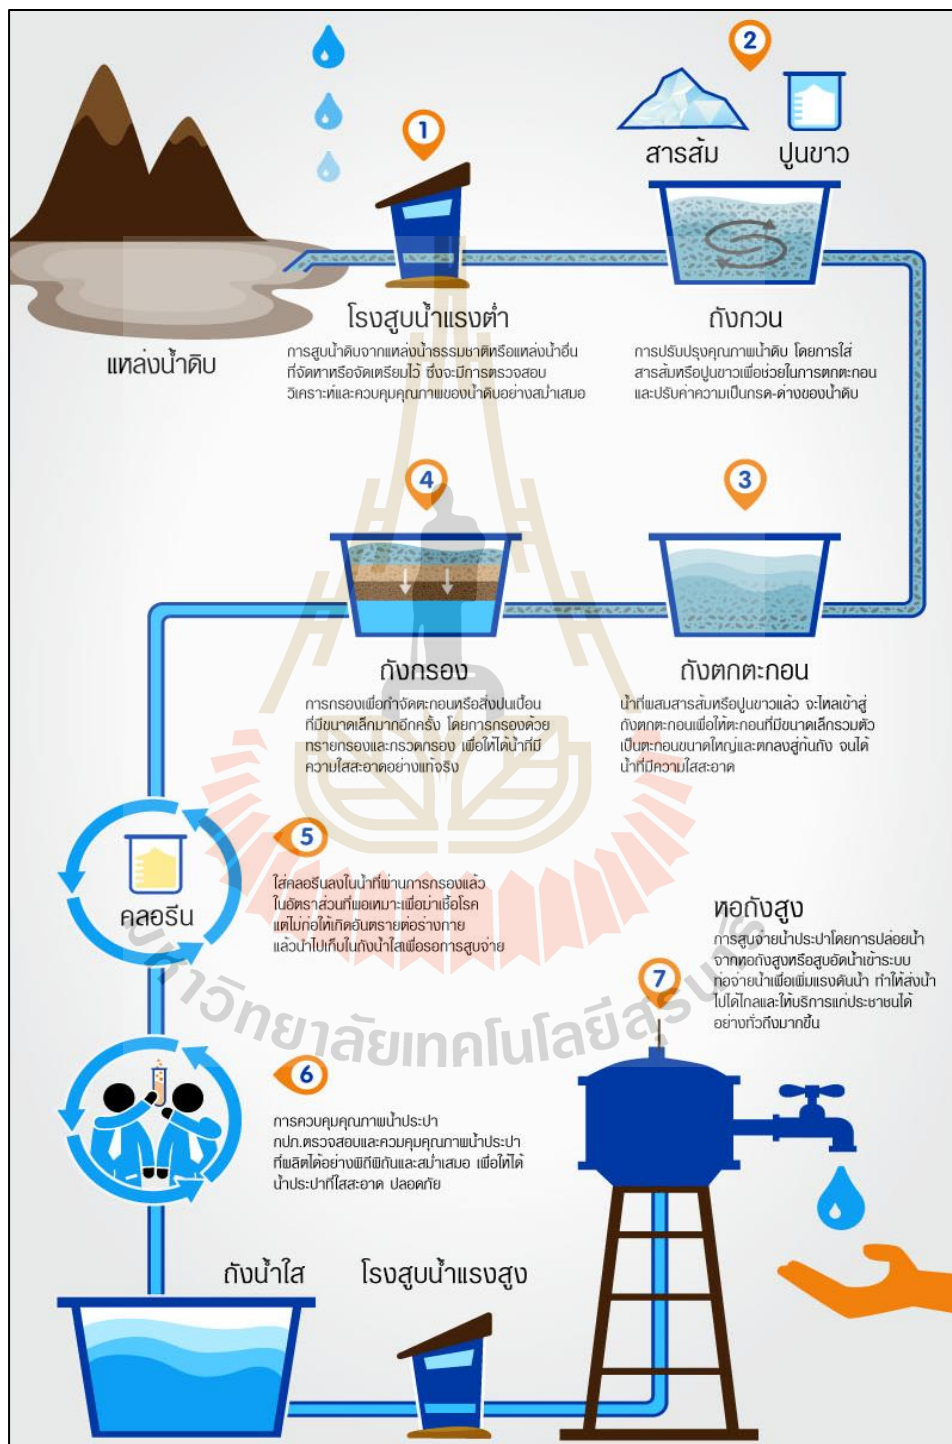 1
2
สารส้ม
ปูนขาว
แหล่งน้ำดิบ
โรงสูบน้ำแรงต่ำ
การสูบน้ำดิบจากแหล่งน้ำธรรมชาติหรือแหล่งน้ำอื่น
ที่จัดหาหรือจัดเตรียมไว้ ซึ่งจะมีการตรวจสอบ
วิเคราะห์และควบคุมคุณภาพของน้ำดิบอย่างสม่ำเสมอ
ถังกวน
การปรับปรุงคุณภาพน้ำดิบ โดยการใส่
สารส้มหรือปูนขาวเพื่อช่วยในการตกตะกอน
และปรับค่าความเป็นกรด-ด่างของน้ำดิบ
3
ถังตกตะกอน
น้ำที่ผสมสารส้มหรือปูนขาวแล้ว จะไหลเข้าสู่
ถังตกตะกอนเพื่อให้ตะกอนที่มีขนาดเล็กรวมตัว
เป็นตะกอนขนาดใหญ่และตกลงสู่ก้นถัง จนได้
น้ำที่มีความใสสะอาด
4
ถังกรอง
การกรองเพื่อกำจัดตะกอนหรือสิ่งปนเปื้อน
ที่มีขนาดเล็กมากอีกครั้ง โดยการกรองด้วย
ทรายกรองและกรวดกรอง เพื่อให้ได้น้ำที่มี
ความใสสะอาดอย่างแท้จริง
5
คลอรีน
ใส่คลอรีนลงในน้ำที่ผ่านการกรองแล้ว
ในอัตราส่วนที่พอเหมาะเพื่อฆ่าเชื้อโรค
แต่ไม่ก่อให้เกิดอันตรายต่อร่างกาย
แล้วนำไปเก็บในถังน้ำใสเพื่อรอการสูบจ่าย
6
การควบคุมคุณภาพน้ำประปา
กปภ.ตรวจสอบและควมคุมคุณภาพน้ำประปา
ที่ผลิตได้อย่างพิถีพิถันและสม่ำเสมอ เพื่อให้ได้
น้ำประปาที่ใสสะอาด ปลอดภัย
7
หอถังสูง
การสูบจ่ายน้ำประปาโดยการปล่อยน้ำ
จากหอถังสูงหรือสูบอัดน้ำเข้าระบบ
ท่อจ่ายน้ำเพื่อเพิ่มแรงดันน้ำ ทำให้ส่งน้ำ
ไปได้ไกลและให้บริการแก่ประชาชนได้
อย่างทั่วถึงมากขึ้น
ถังน้ำใส
โรงสูบน้ำแรงสูง
มหาวิทยาลัยเทคโนโลยีสุรนารี